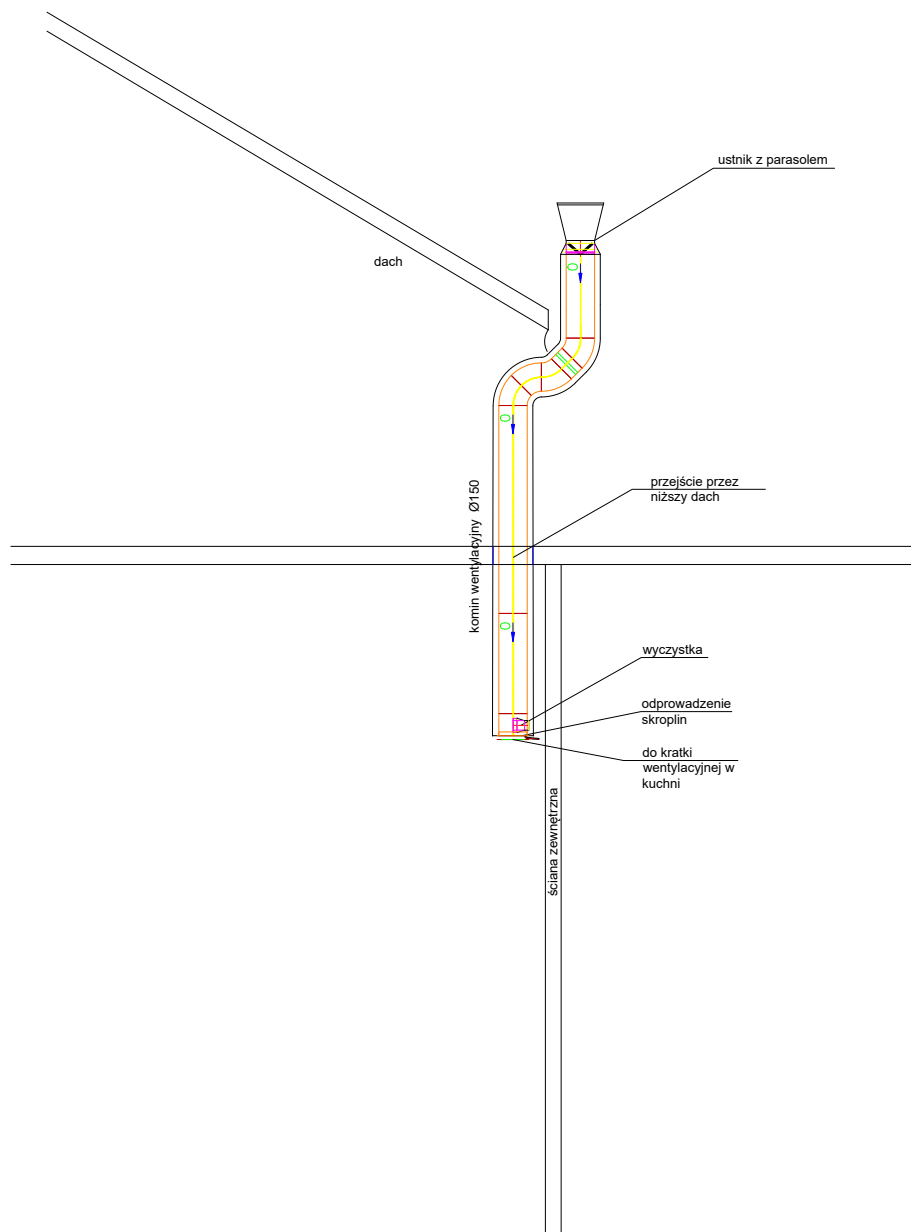 ustnik z parasolem
dach
przejście przez
niższy dach
komin wentylacyjny Ø150
wyczystka
odprowadzenie
skroplin
do kratki
wentylacyjnej w
kuchni
ściana zewnętrzna